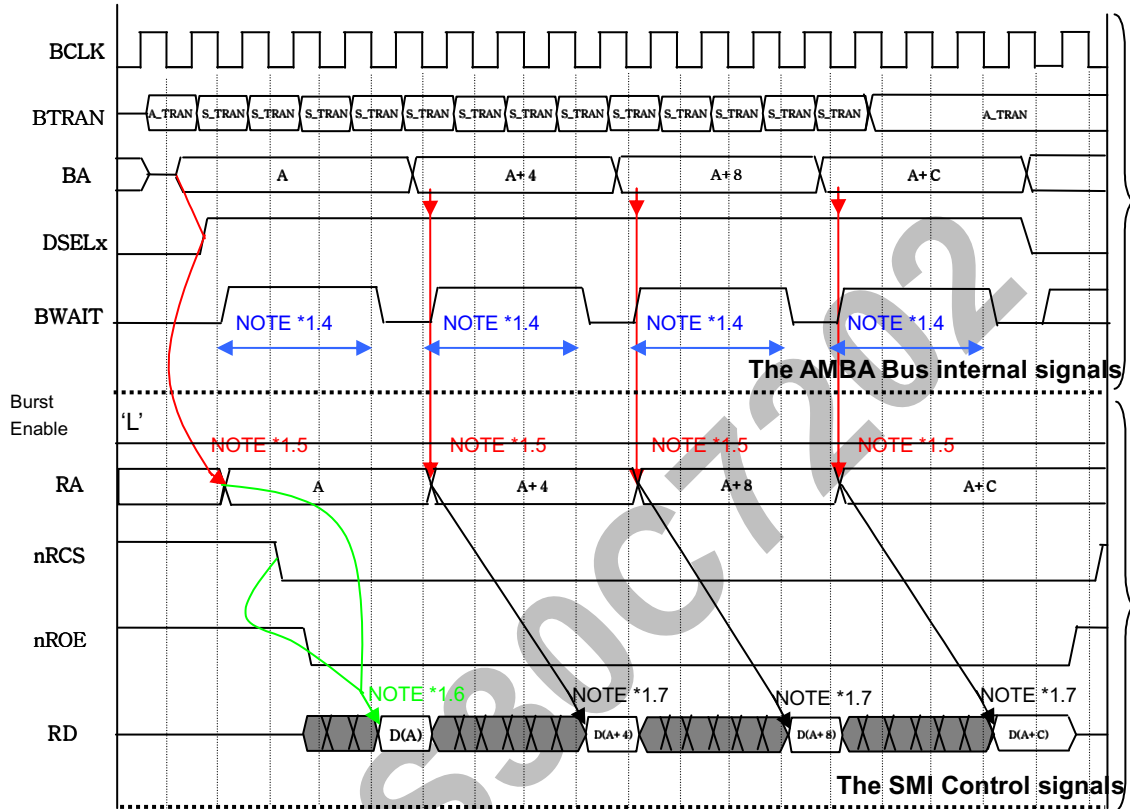 BCLK
BTRAN A_TRAN S_TRAN S_TRAN S_TRAN S_TRAN S_TRAN S_TRAN S_TRAN S_TRAN S_TRAN S_TRAN S_TRAN S_TRAN S_TRAN A_TRAN
BA A A+4 A+8 A+C
DSELx
BWAIT NOTE *1.4 NOTE *1.4 NOTE *1.4 NOTE *1.4
The AMBA Bus internal signals
Burst
Enable 'L'
NOTE *1.5 NOTE *1.5 NOTE *1.5 NOTE *1.5
RA A A+4 A+8 A+C
nRCS
nROE
NOTE *1.6 NOTE *1.7 NOTE *1.7 NOTE *1.7
RD D(A) D(A+4) D(A+8) D(A+C)
The SMI Control signals
S30C7202